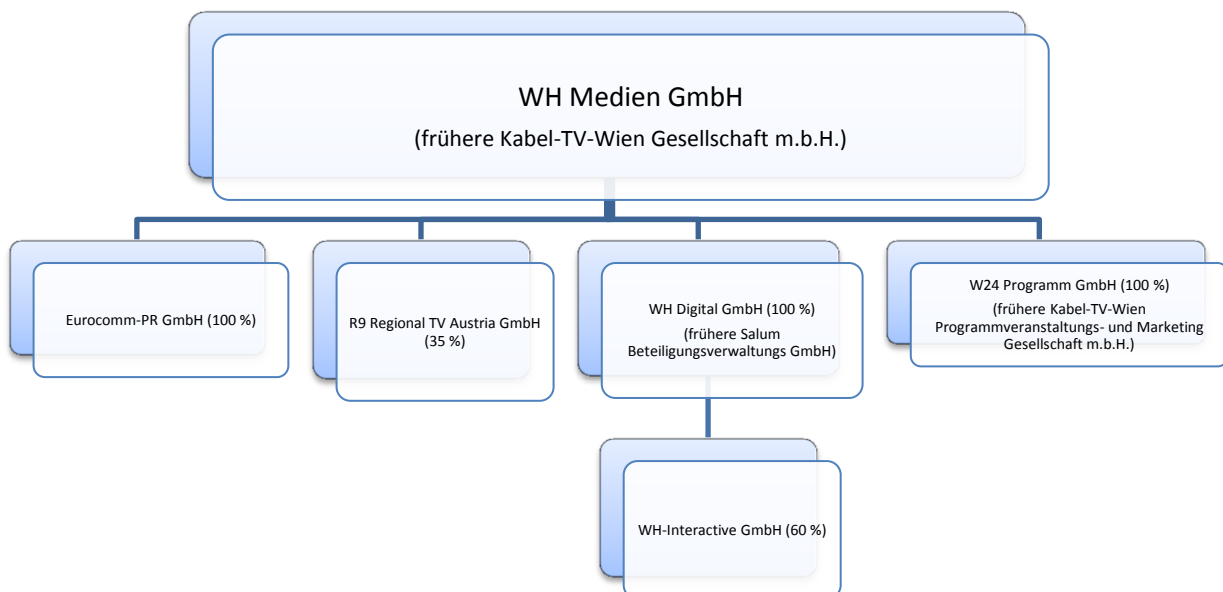 WH Medien GmbH
(frühere Kabel-TV-Wien Gesellschaft m.b.H.)
Eurocomm-PR GmbH (100 %)
R9 Regional TV Austria GmbH
(35 %)
WH Digital GmbH (100 %)
(frühere Salum
Beteiligungsverwaltungs GmbH)
W24 Programm GmbH (100 %)
(frühere Kabel-TV-Wien
Programmveranstaltungs- und Marketing
Gesellschaft m.b.H.)
WH-Interactive GmbH (60 %)